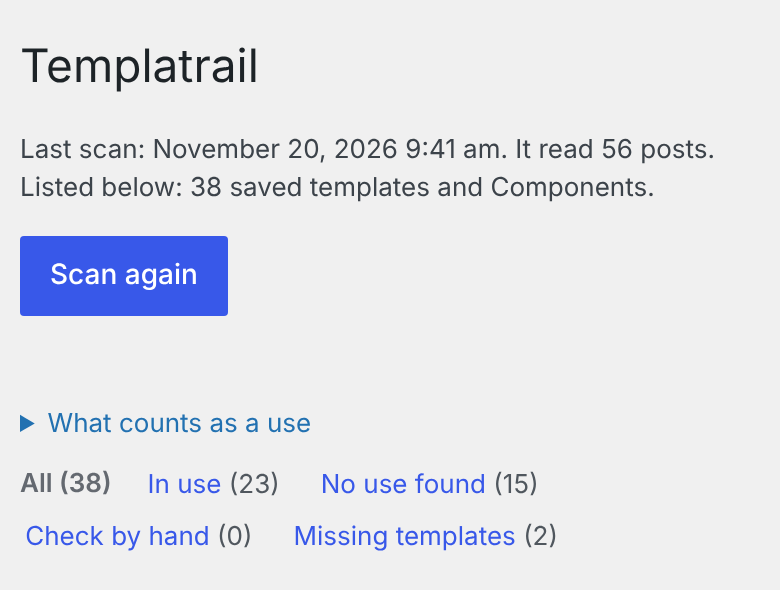 Templatrail
Last scan: November 20, 2026 9:41 am. It read 56 posts.
Listed below: 38 saved templates and Components.
Scan again
What counts as a use
All (38) In use (23) No use found (15)
Check by hand (0) Missing templates (2)